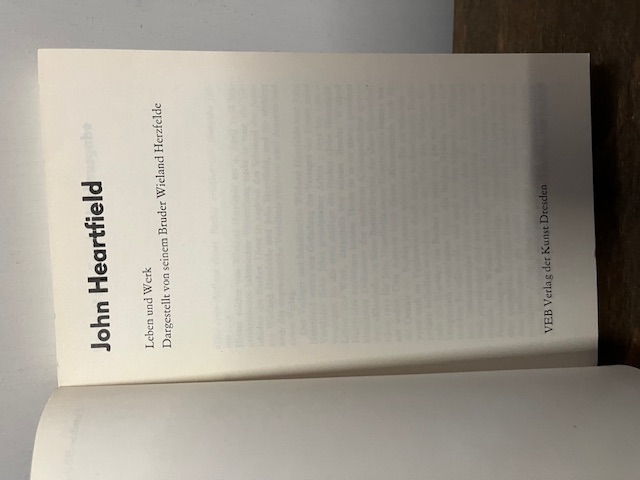 John Heartfield
Leben und Werk
Dargestellt von seinem Bruder Wieland Herzfelde
VEB Verlag der Kunst Dresden